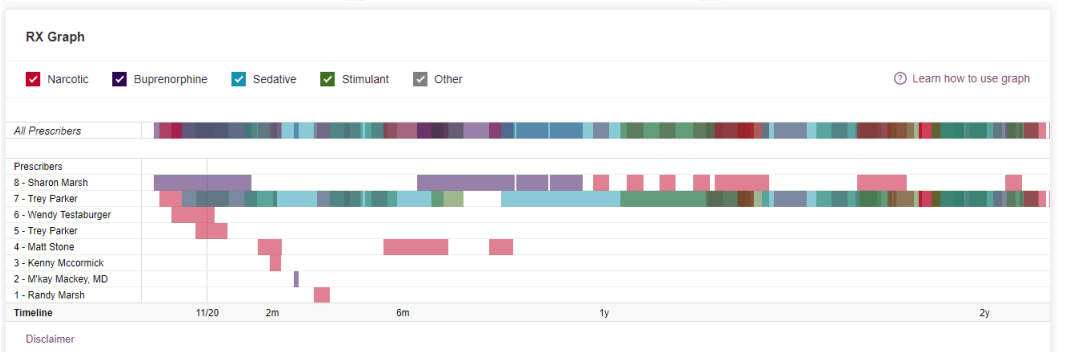 RX Graph
Narcotic Buprenorphine Sedative Stimulant Other Learn how to use graph
All Prescribers
Prescribers
8 - Sharon Marsh
7 - Trey Parker
6 - Wendy Testaburger
5 - Trey Parker
4 - Matt Stone
3 - Kenny Mccormick
2 - M'kay Mackey, MD
1 - Randy Marsh
Timeline 11/20 2m 6m 1y 2y
Disclaimer